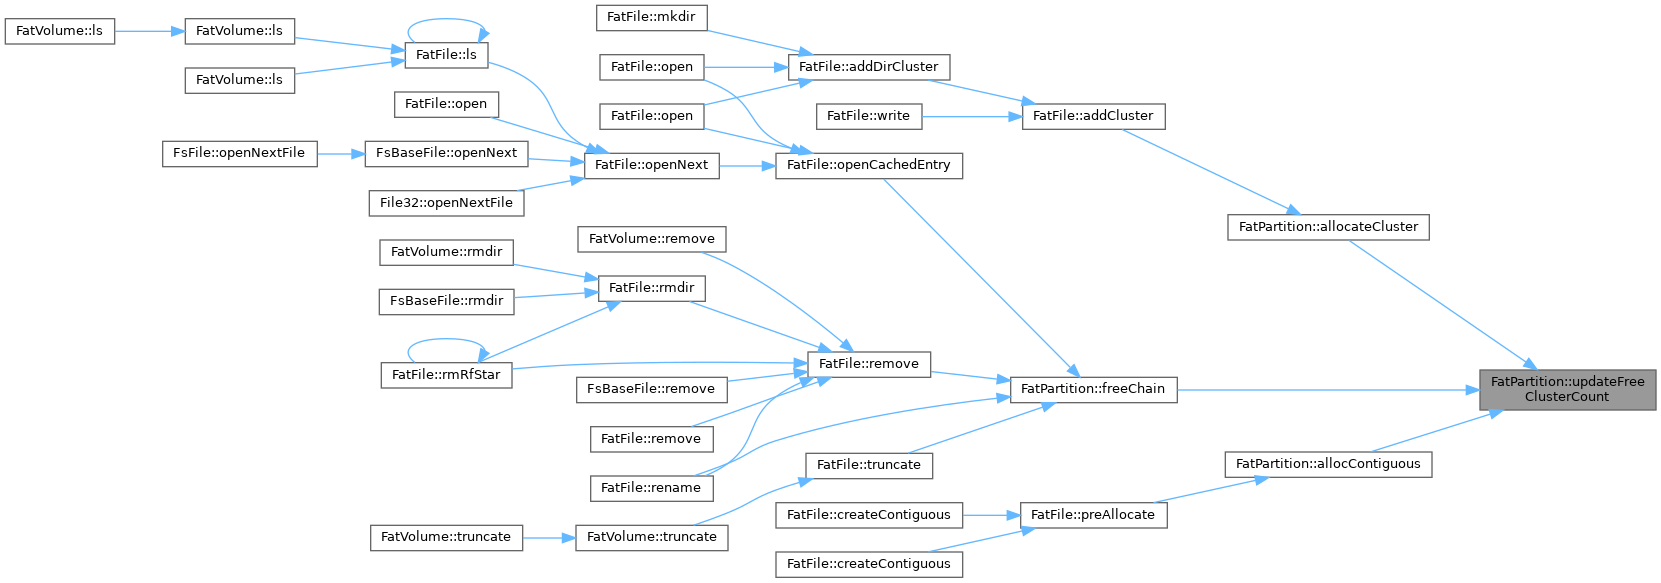 FatVolume::ls
FatVolume::ls
FatVolume::ls
FatFile::ls
FatFile::open
FsFile::openNextFile
FsBaseFile::openNext
File32::openNextFile
FatFile::openNext
FatFile::mkdir
FatFile::open
FatFile::open
FatFile::addDirCluster
FatFile::write
FatFile::addCluster
FatFile::openCachedEntry
FatPartition::allocateCluster
FatVolume::remove
FatVolume::rmdir
FsBaseFile::rmdir
FatFile::rmdir
FatFile::rmRfStar
FatFile::remove
FsBaseFile::remove
FatFile::remove
FatFile::rename
FatPartition::freeChain
FatPartition::updateFree
ClusterCount
FatFile::truncate
FatVolume::truncate
FatVolume::truncate
FatPartition::allocContiguous
FatFile::preAllocate
FatFile::createContiguous
FatFile::createContiguous